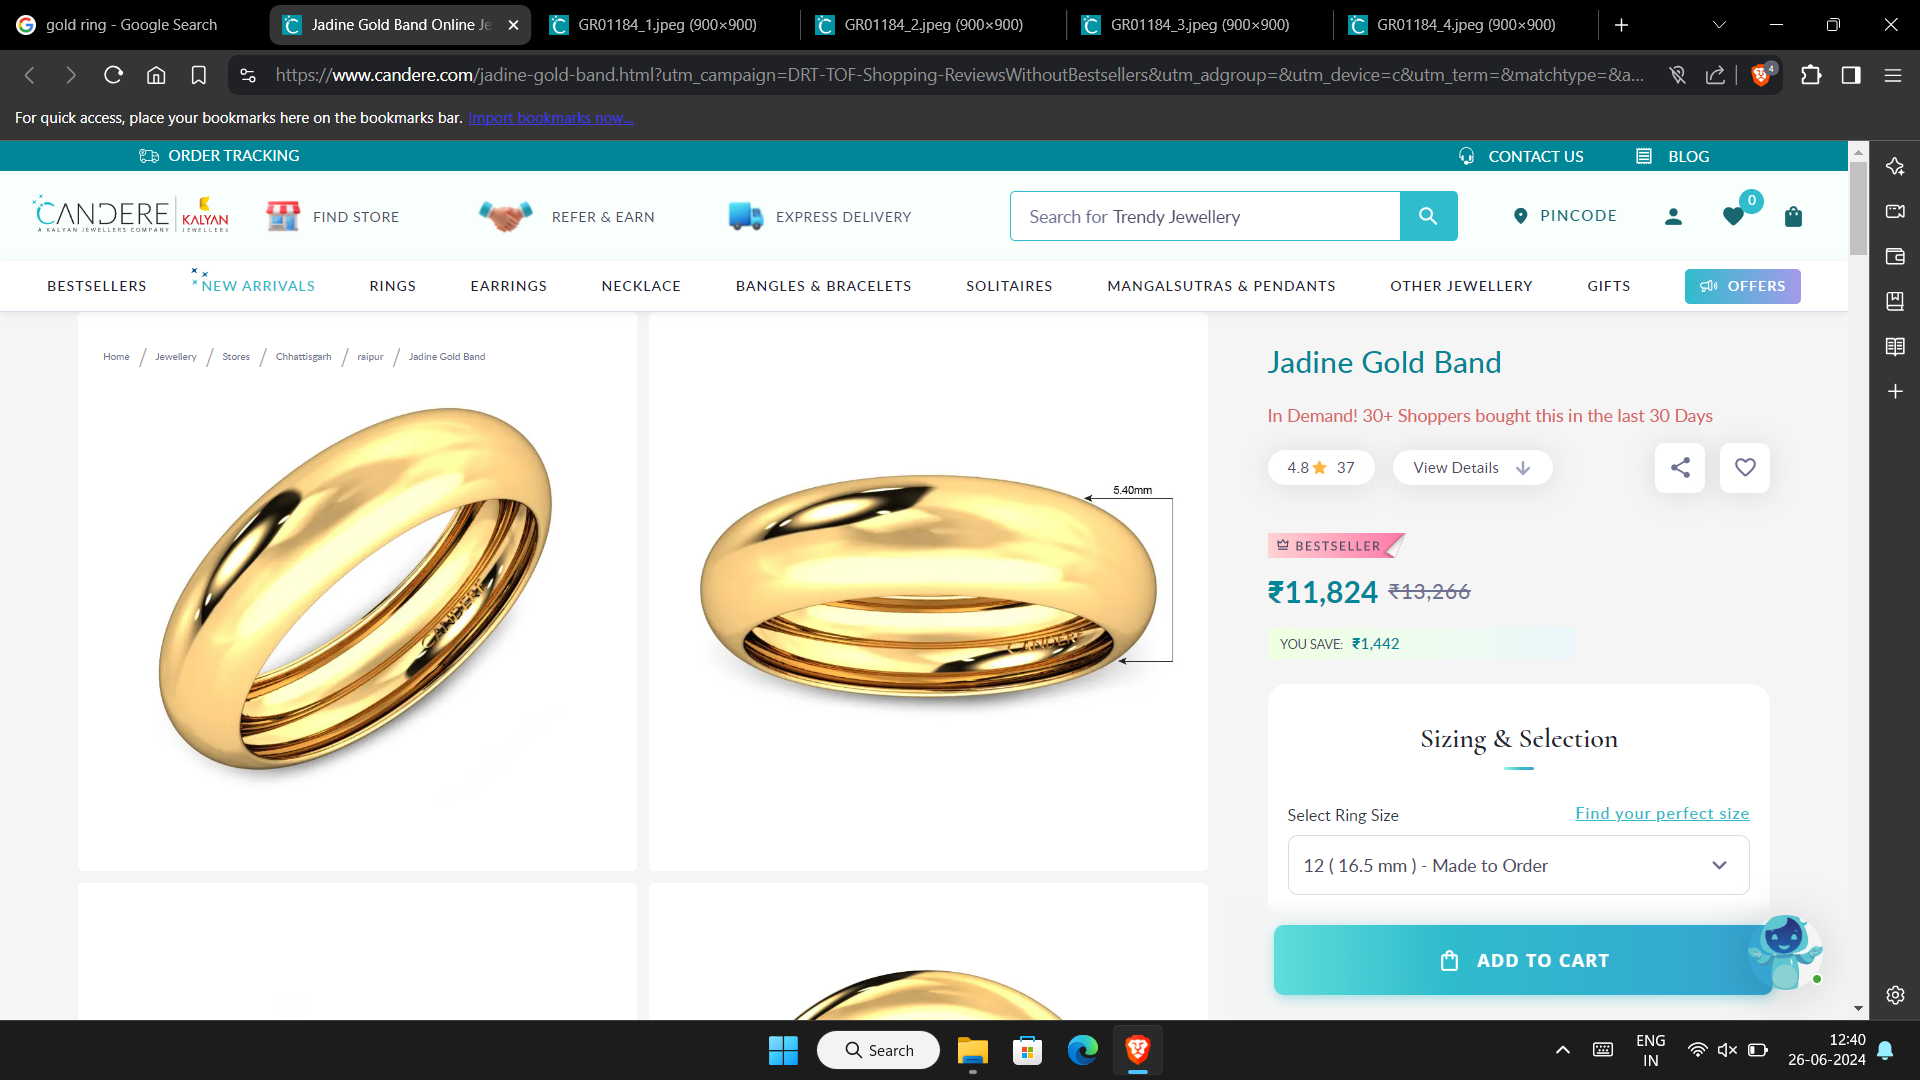 gold ring - Google Search
Jadine Gold Band Online Je
GR01184_1.jpeg (900×900)
GR01184_2.jpeg (900×900)
GR01184_3.jpeg (900×900)
GR01184_4.jpeg (900×900)
https://www.candere.com/jadine-gold-band.html?utm_campaign=DRT-TOF-Shopping-ReviewsWithoutBestsellers&utm_adgroup=&utm_device=c&utm_term=&matchtype=&a...
4
For quick access, place your bookmarks here on the bookmarks bar. Import bookmarks now...
ORDER TRACKING
CONTACT US
BLOG
CANDERE
A KALYAN JEWELLERS COMPANY
KALYAN
JEWELLERS
FIND STORE
REFER & EARN
EXPRESS DELIVERY
Search for Trendy Jewellery
PINCODE
0
BESTSELLERS
NEW ARRIVALS
RINGS
EARRINGS
NECKLACE
BANGLES & BRACELETS
SOLITAIRES
MANGALSUTRAS & PENDANTS
OTHER JEWELLERY
GIFTS
OFFERS
Home / Jewellery / Stores / Chhattisgarh / raipur / Jadine Gold Band
CANDERE
5.40mm
CANDERE
Jadine Gold Band
In Demand! 30+ Shoppers bought this in the last 30 Days
4.8 37
View Details
BESTSELLER
₹11,824 ₹13,266
YOU SAVE: ₹1,442
Sizing & Selection
Select Ring Size
Find your perfect size
12 ( 16.5 mm ) - Made to Order
ADD TO CART
Search
ENG
IN
12:40
26-06-2024